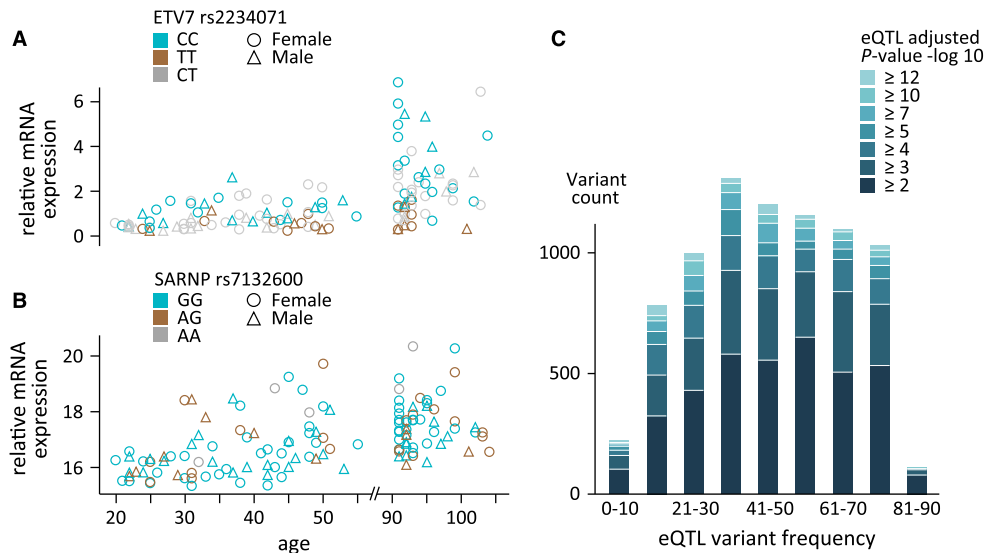 A
ETV7 rs2234071
CC
TT
CT
Female
Male
relative mRNA
expression
6
4
2
0
B
SARNP rs7132600
GG
AG
AA
Female
Male
relative mRNA
expression
20
18
16
20 30 40 50 90 100
age
C
eQTL adjusted
P-value -log 10
≥ 12
≥ 10
≥ 7
≥ 5
≥ 4
≥ 3
≥ 2
Variant
count
1000
500
0
0-10 21-30 41-50 61-70 81-90
eQTL variant frequency